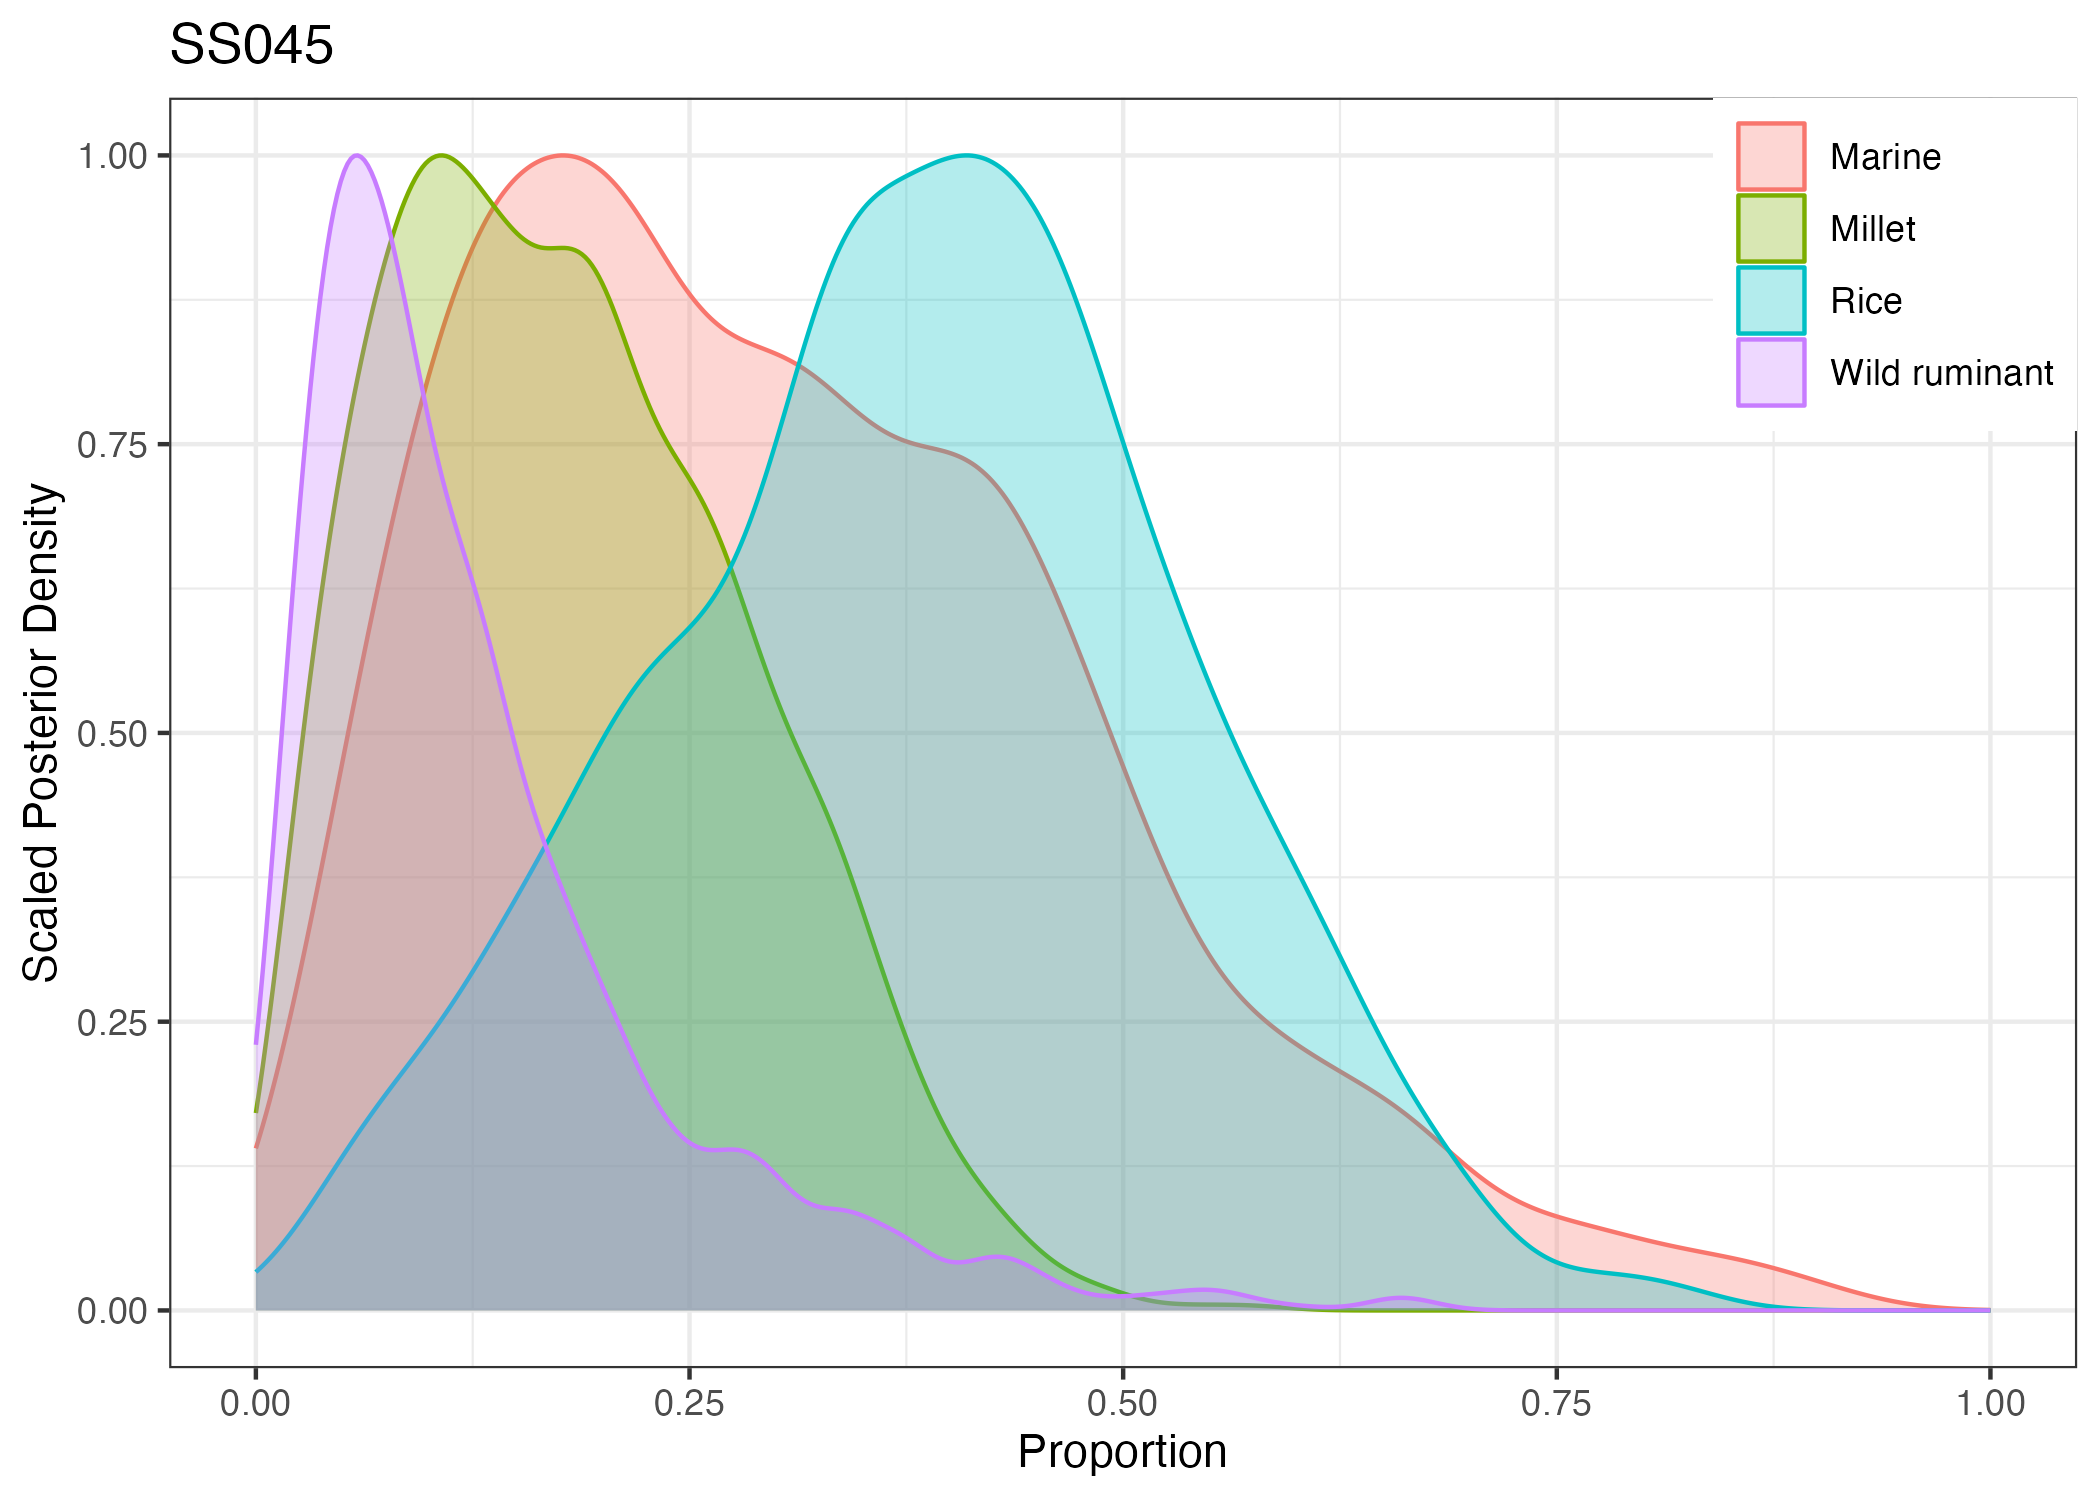 SS045
Marine
Millet
Rice
Wild ruminant
Scaled Posterior Density
1.00
0.75
0.50
0.25
0.00
0.00 0.25 0.50 0.75 1.00
Proportion